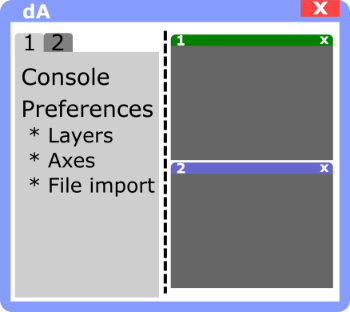 dA X
1 2
Console
Preferences
* Layers
* Axes
* File import
1 x
2 x